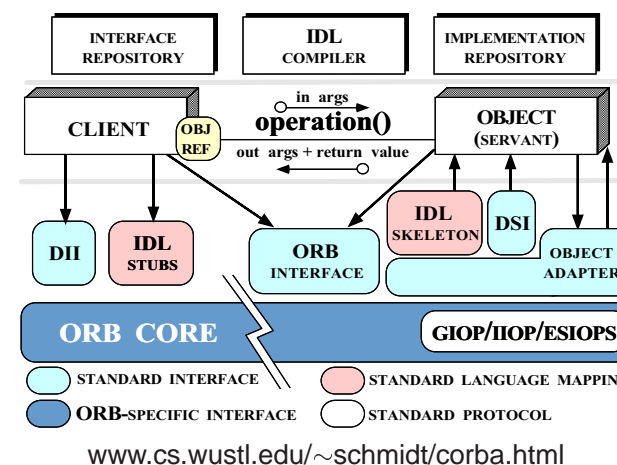 INTERFACE
REPOSITORY
IDL
COMPILER
IMPLEMENTATION
REPOSITORY
in args
operation()
out args + return value
CLIENT
OBJ
REF
OBJECT
(SERVANT)
DII
IDL
STUBS
ORB
INTERFACE
IDL
SKELETON
DSI
OBJECT
ADAPTER
ORB CORE
GIOP/IIOP/ESIOPS
STANDARD INTERFACE
STANDARD LANGUAGE MAPPIN
ORB-SPECIFIC INTERFACE
STANDARD PROTOCOL
www.cs.wustl.edu/∼schmidt/corba.html